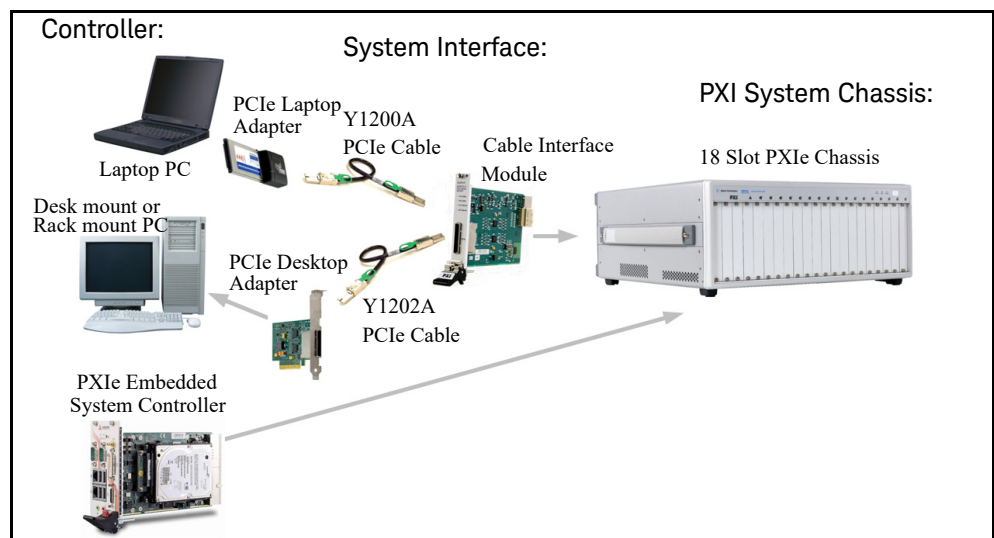 Controller:
System Interface:
PXI System Chassis:
PCIe Laptop
Adapter
Y1200A
PCIe Cable
Cable Interface
Module
18 Slot PXIe Chassis
Laptop PC
Desk mount or
Rack mount PC
PCIe Desktop
Adapter
Y1202A
PCIe Cable
PXIe Embedded
System Controller
PXI